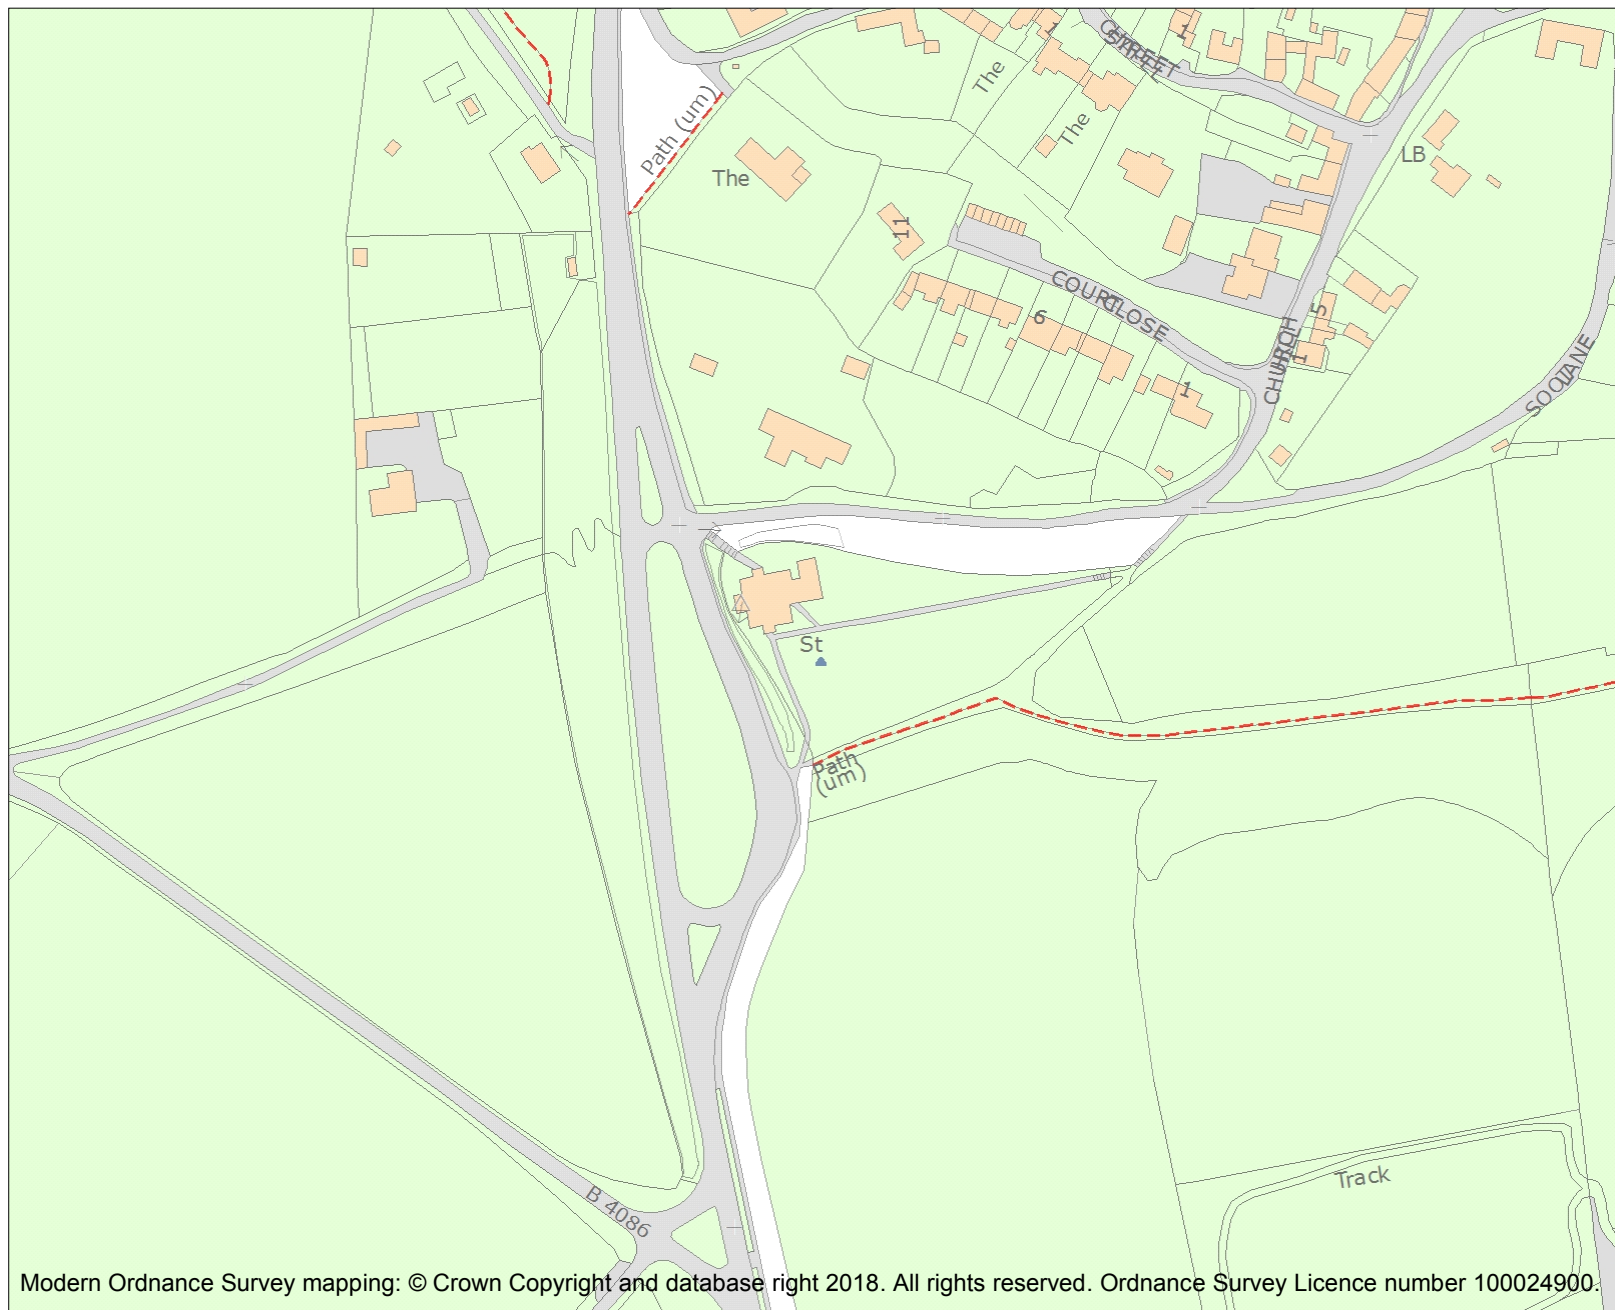 STREET
1
1
The
The
Path (um)
The
LB
11
COURT
CLOSE
6
5
CHURCH
1
1
LANE
St
Path
(um)
Track
B 4086
Modern Ordnance Survey mapping: © Crown Copyright and database right 2018. All rights reserved. Ordnance Survey Licence number 100024900.